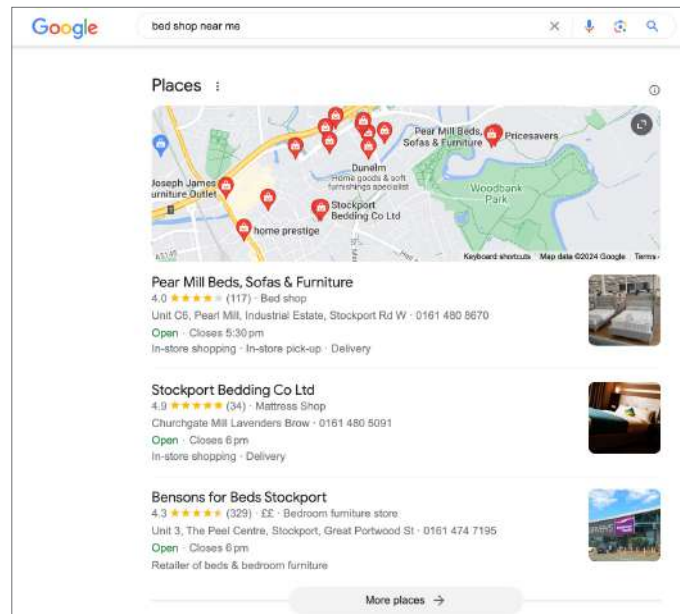 Google
bed shop near me
Places
Pear Mill Beds,
Sofas & Furniture
Pricesavers
Dunelm
Home goods & soft
furnishings specialist
Joseph James
urniture Outlet
Woodbank
Park
Stockport
Bedding Co Ltd
home prestige
A5145
Keyboard shortcuts Map data ©2024 Google Terms
Pear Mill Beds, Sofas & Furniture
4.0 (117) · Bed shop
Unit C6, Pearl Mill, Industrial Estate, Stockport Rd W · 0161 480 8670
Open · Closes 5:30 pm
In-store shopping · In-store pick-up · Delivery
Stockport Bedding Co Ltd
4.9 (34) · Mattress Shop
Churchgate Mill Lavenders Brow · 0161 480 5091
Open · Closes 6 pm
In-store shopping · Delivery
Bensons for Beds Stockport
4.3 (329) · ££ · Bedroom furniture store
Unit 3, The Peel Centre, Stockport, Great Portwood St · 0161 474 7195
Open · Closes 6 pm
Retailer of beds & bedroom furniture
More places →